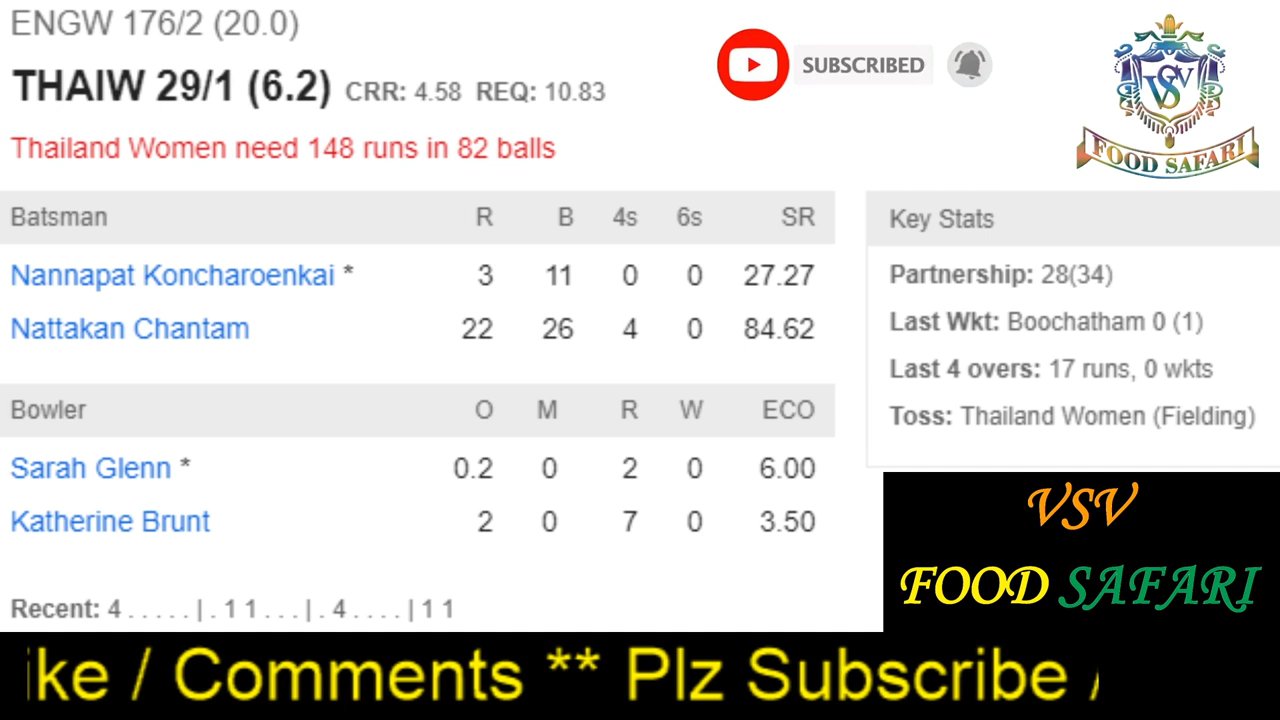 ENGW 176/2 (20.0)
THAIW 29/1 (6.2) CRR: 4.58 REQ: 10.83
Thailand Women need 148 runs in 82 balls
SUBSCRIBED
VSV
FOOD SAFARI
Batsman R B 4s 6s SR
Nannapat Koncharoenkai * 3 11 0 0 27.27
Nattakan Chantam 22 26 4 0 84.62
Bowler O M R W ECO
Sarah Glenn * 0.2 0 2 0 6.00
Katherine Brunt 2 0 7 0 3.50
Recent: 4 . . . . . | . 1 1 . . . | . 4 . . . . | 1 1
Key Stats
Partnership: 28(34)
Last Wkt: Boochatham 0 (1)
Last 4 overs: 17 runs, 0 wkts
Toss: Thailand Women (Fielding)
VSV
FOOD SAFARI
ike / Comments ** Plz Subscribe /